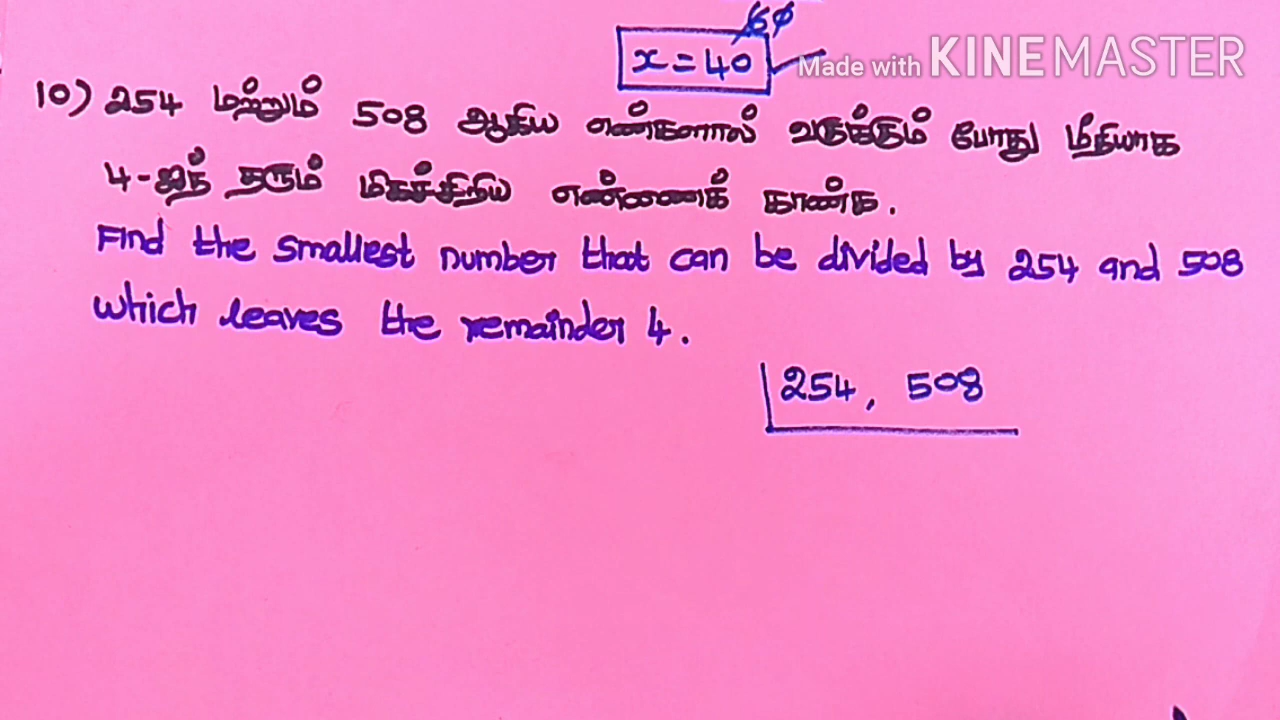 60
x = 40
Made with KINEMASTER
10) 254 மற்றும் 508 ஆகிய எண்களால் வகுக்கும் போது மீதியாக
4-ஐத் தரும் மிகச்சிறிய எண்ணைக் காண்க.
Find the smallest number that can be divided by 254 and 508
which leaves the remainder 4.
254, 508